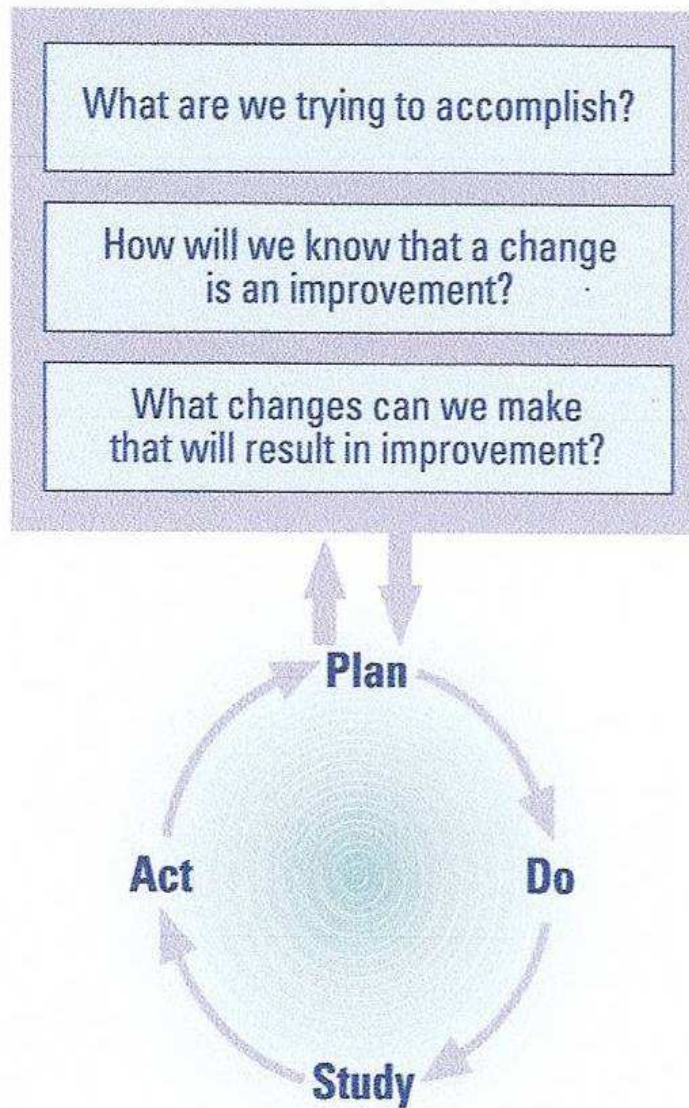 What are we trying to accomplish?
How will we know that a change
is an improvement?
What changes can we make
that will result in improvement?
Plan
Act
Do
Study